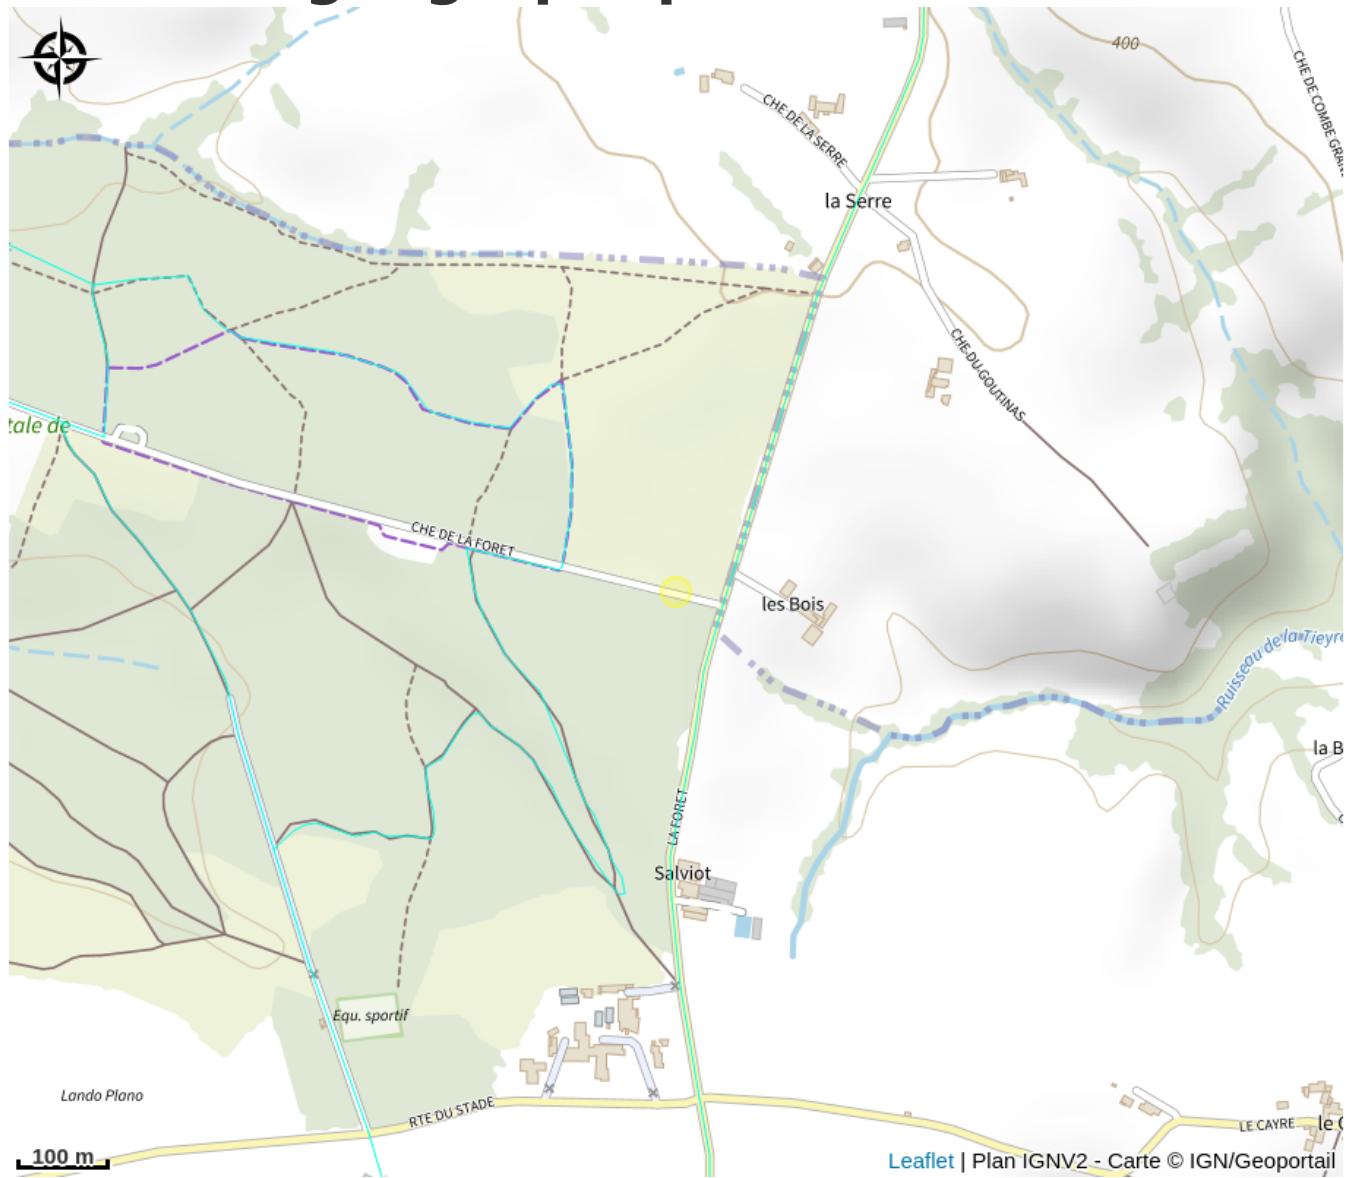 400
CHE DE COMBE GRAN
CHE DE LA SERRE
la Serre
CHE DU GOUTINAS
tale de
CHE DE LA FORET
les Bois
Ruisseau de la Tieyre
la B
LA FORET
Salviot
Equ. sportif
Lando Plano
RTE DU STADE
LE CAYRE
le C
100 m
Leaflet | Plan IGNV2 - Carte © IGN/Geoportail